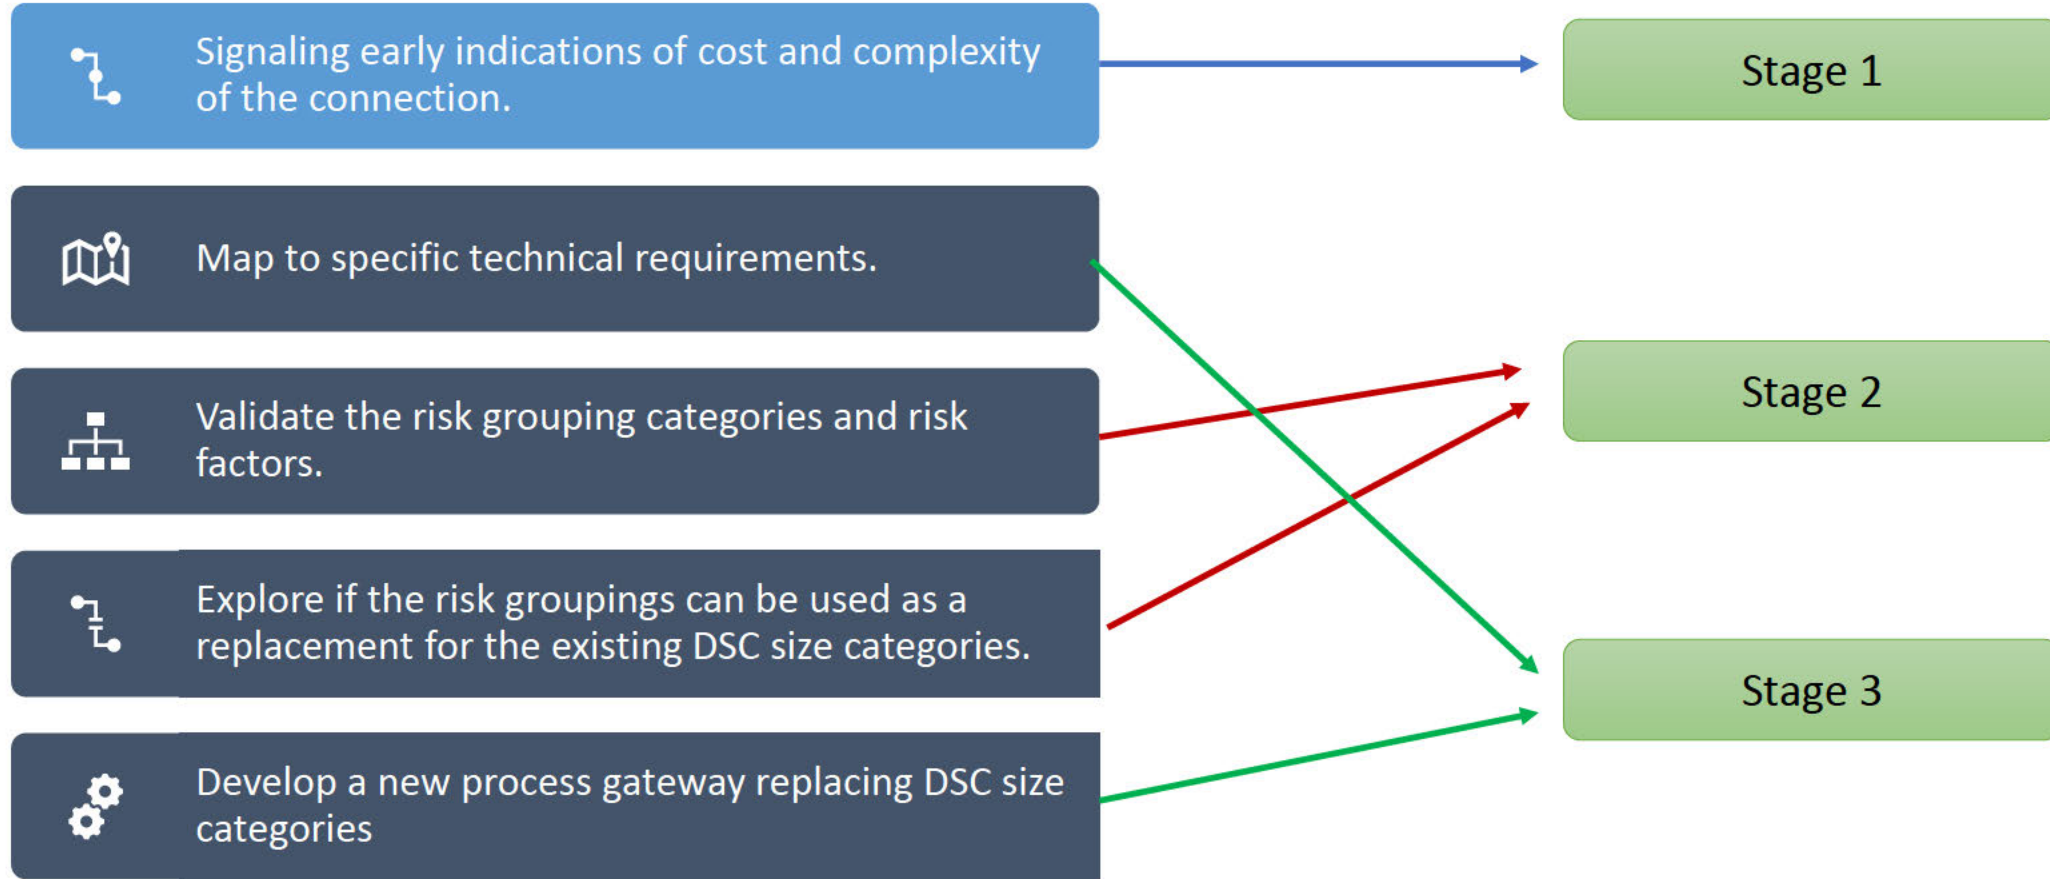 Signaling early indications of cost and complexity
of the connection.
Stage 1
Map to specific technical requirements.
Validate the risk grouping categories and risk
factors.
Stage 2
Explore if the risk groupings can be used as a
replacement for the existing DSC size categories.
Stage 3
Develop a new process gateway replacing DSC size
categories